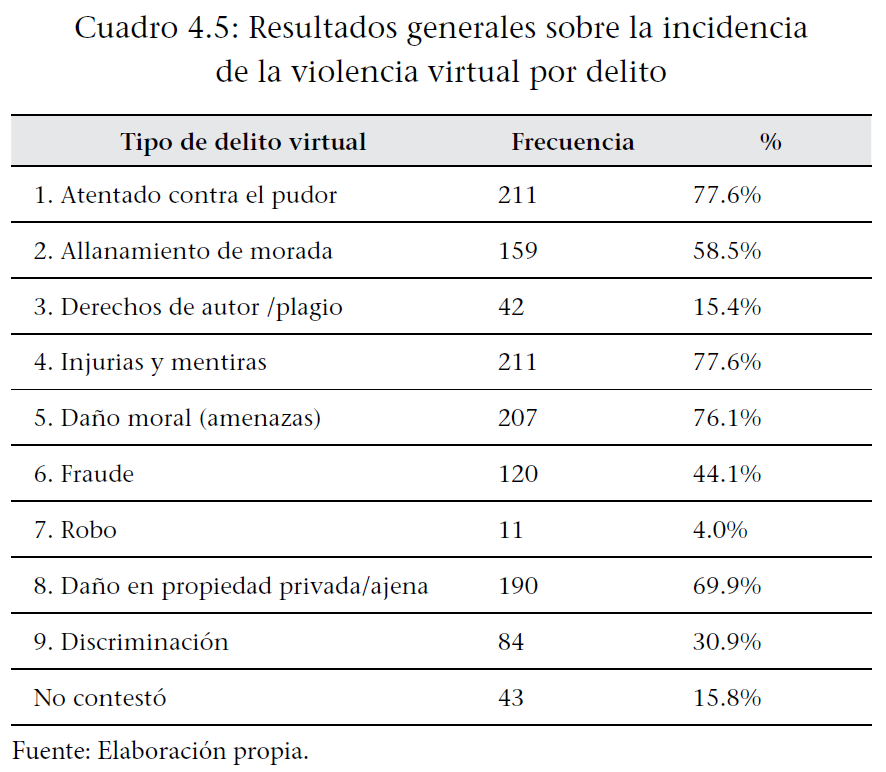 Cuadro 4.5: Resultados generales sobre la incidencia
de la violencia virtual por delito
Tipo de delito virtual Frecuencia %
1. Atentado contra el pudor 211 77.6%
2. Allanamiento de morada 159 58.5%
3. Derechos de autor /plagio 42 15.4%
4. Injurias y mentiras 211 77.6%
5. Daño moral (amenazas) 207 76.1%
6. Fraude 120 44.1%
7. Robo 11 4.0%
8. Daño en propiedad privada/ajena 190 69.9%
9. Discriminación 84 30.9%
No contestó 43 15.8%
Fuente: Elaboración propia.